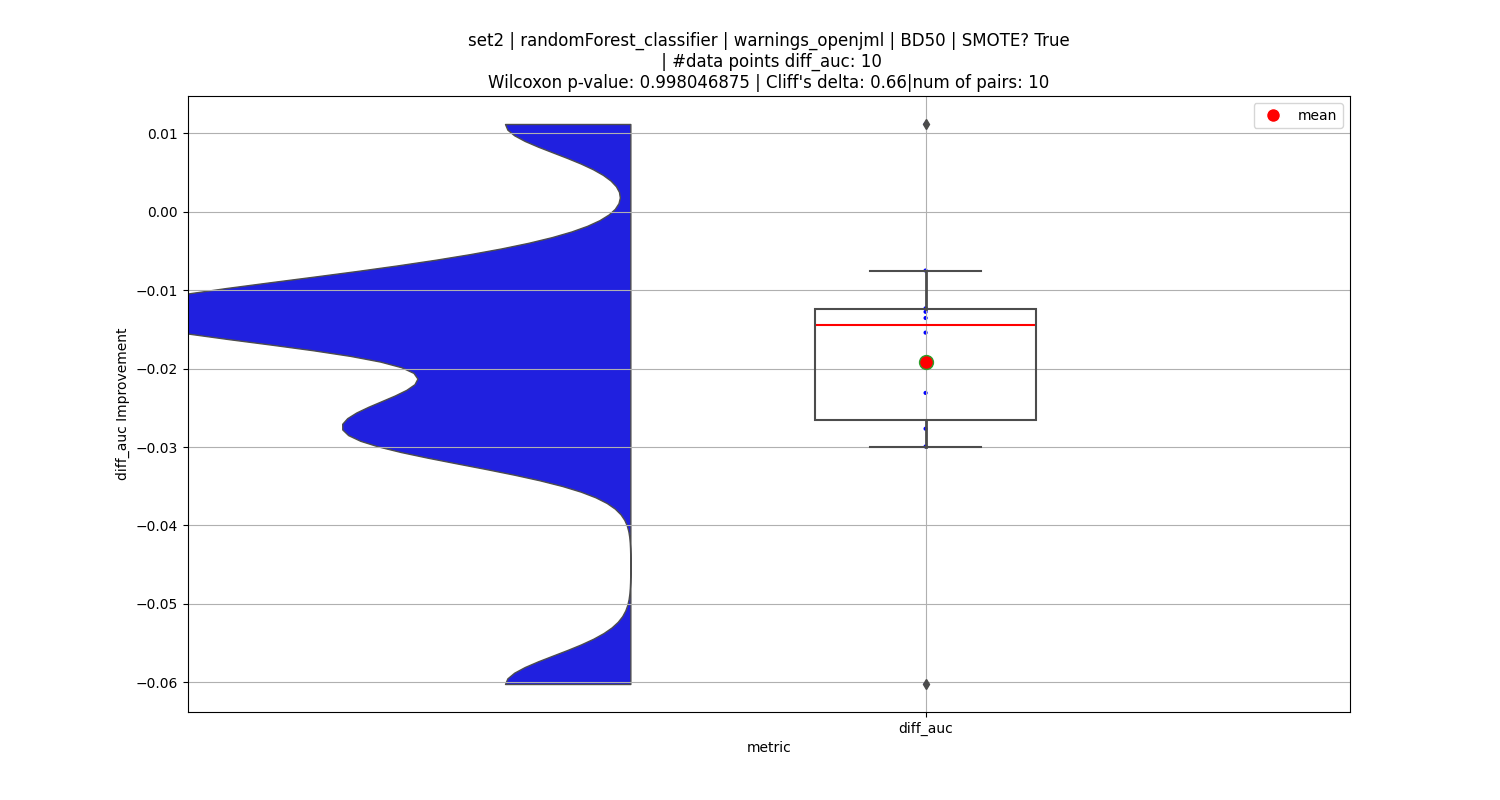 set2 | randomForest_classifier | warnings_openjml | BD50 | SMOTE? True
| #data points diff_auc: 10
Wilcoxon p-value: 0.998046875 | Cliff's delta: 0.66|num of pairs: 10
mean
0.01
0.00
−0.01
−0.02
−0.03
−0.04
−0.05
−0.06
diff_auc Improvement
diff_auc
metric